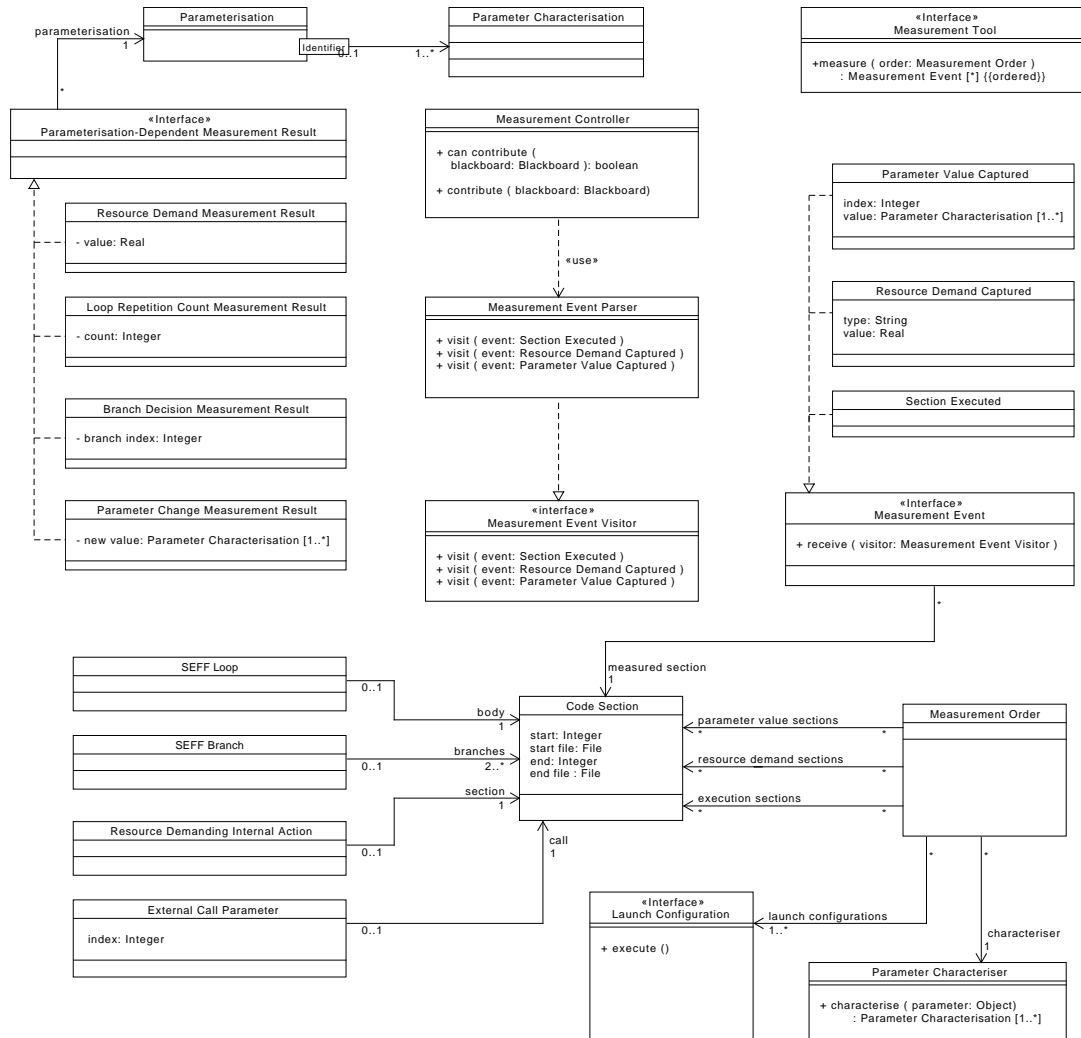 Parameterisation
Parameter Characterisation
«Interface»
Measurement Tool
+measure ( order: Measurement Order )
: Measurement Event [*] {{ordered}}
parameterisation
1
Identifier
0..1
1..*
*
«Interface»
Parameterisation-Dependent Measurement Result
Resource Demand Measurement Result
- value: Real
Loop Repetition Count Measurement Result
- count: Integer
Branch Decision Measurement Result
- branch index: Integer
Parameter Change Measurement Result
- new value: Parameter Characterisation [1..*]
Measurement Controller
+ can contribute (
blackboard: Blackboard ): boolean
+ contribute ( blackboard: Blackboard)
«use»
Measurement Event Parser
+ visit ( event: Section Executed )
+ visit ( event: Resource Demand Captured )
+ visit ( event: Parameter Value Captured )
«interface»
Measurement Event Visitor
+ visit ( event: Section Executed )
+ visit ( event: Resource Demand Captured )
+ visit ( event: Parameter Value Captured )
Parameter Value Captured
index: Integer
value: Parameter Characterisation [1..*]
Resource Demand Captured
type: String
value: Real
Section Executed
«Interface»
Measurement Event
+ receive ( visitor: Measurement Event Visitor )
*
measured section
1
SEFF Loop
0..1
body
1
SEFF Branch
0..1
branches
2..*
Resource Demanding Internal Action
0..1
section
1
External Call Parameter
index: Integer
0..1
call
1
Code Section
start: Integer
start file: File
end: Integer
end file : File
parameter value sections
*
*
resource demand sections
*
*
execution sections
*
*
Measurement Order
*
*
«Interface»
Launch Configuration
+ execute ()
launch configurations
1..*
characteriser
1
Parameter Characteriser
+ characterise ( parameter: Object)
: Parameter Characterisation [1..*]